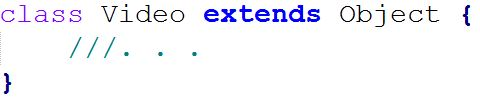 class Video extends Object {
    ///. . .
}